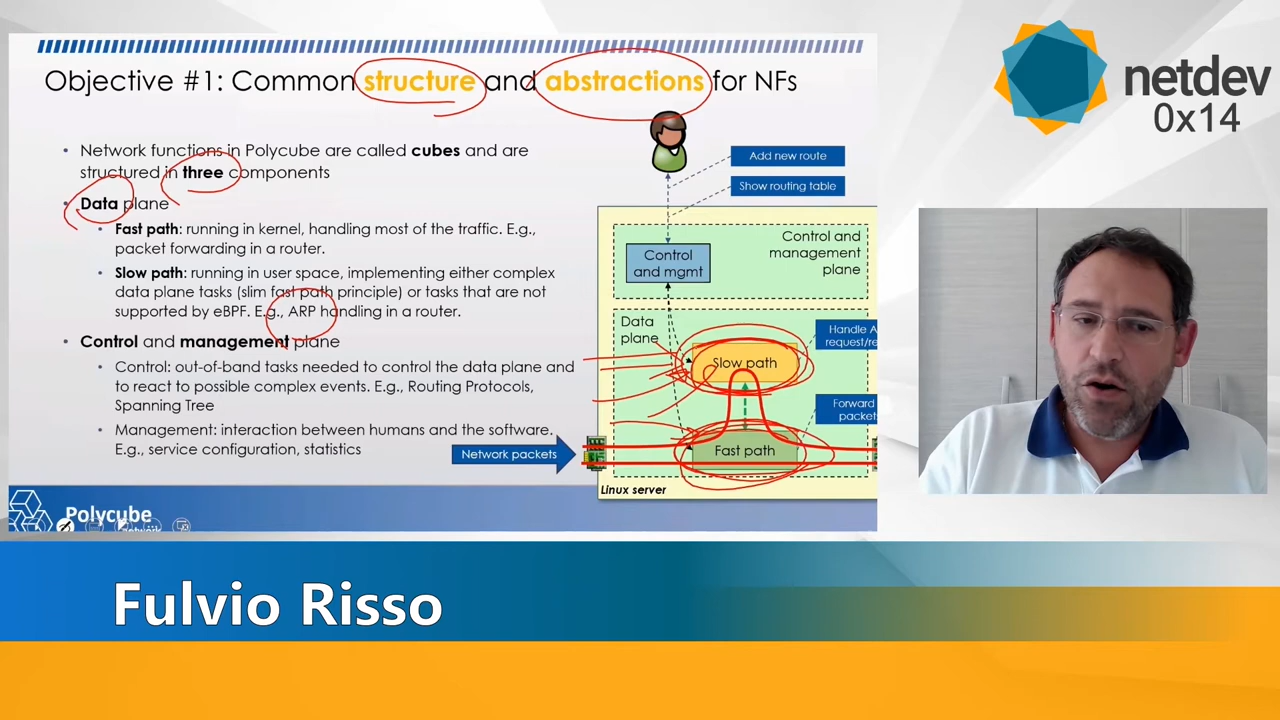 Objective #1: Common structure and abstractions for NFs
• Network functions in Polycube are called cubes and are
structured in three components
• Data plane
• Fast path: running in kernel, handling most of the traffic. E.g.,
packet forwarding in a router.
• Slow path: running in user space, implementing either complex
data plane tasks (slim fast path principle) or tasks that are not
supported by eBPF. E.g., ARP handling in a router.
• Control and management plane
• Control: out-of-band tasks needed to control the data plane and
to react to possible complex events. E.g., Routing Protocols,
Spanning Tree
• Management: interaction between humans and the software.
E.g., service configuration, statistics
Add new route
Show routing table
Control
and mgmt
Control and
management
plane
Data
plane
Slow path
Handle A
request/re
Forward
packets
Network packets
Fast path
Linux server
Polycube
network
netdev
0x14
Fulvio Risso